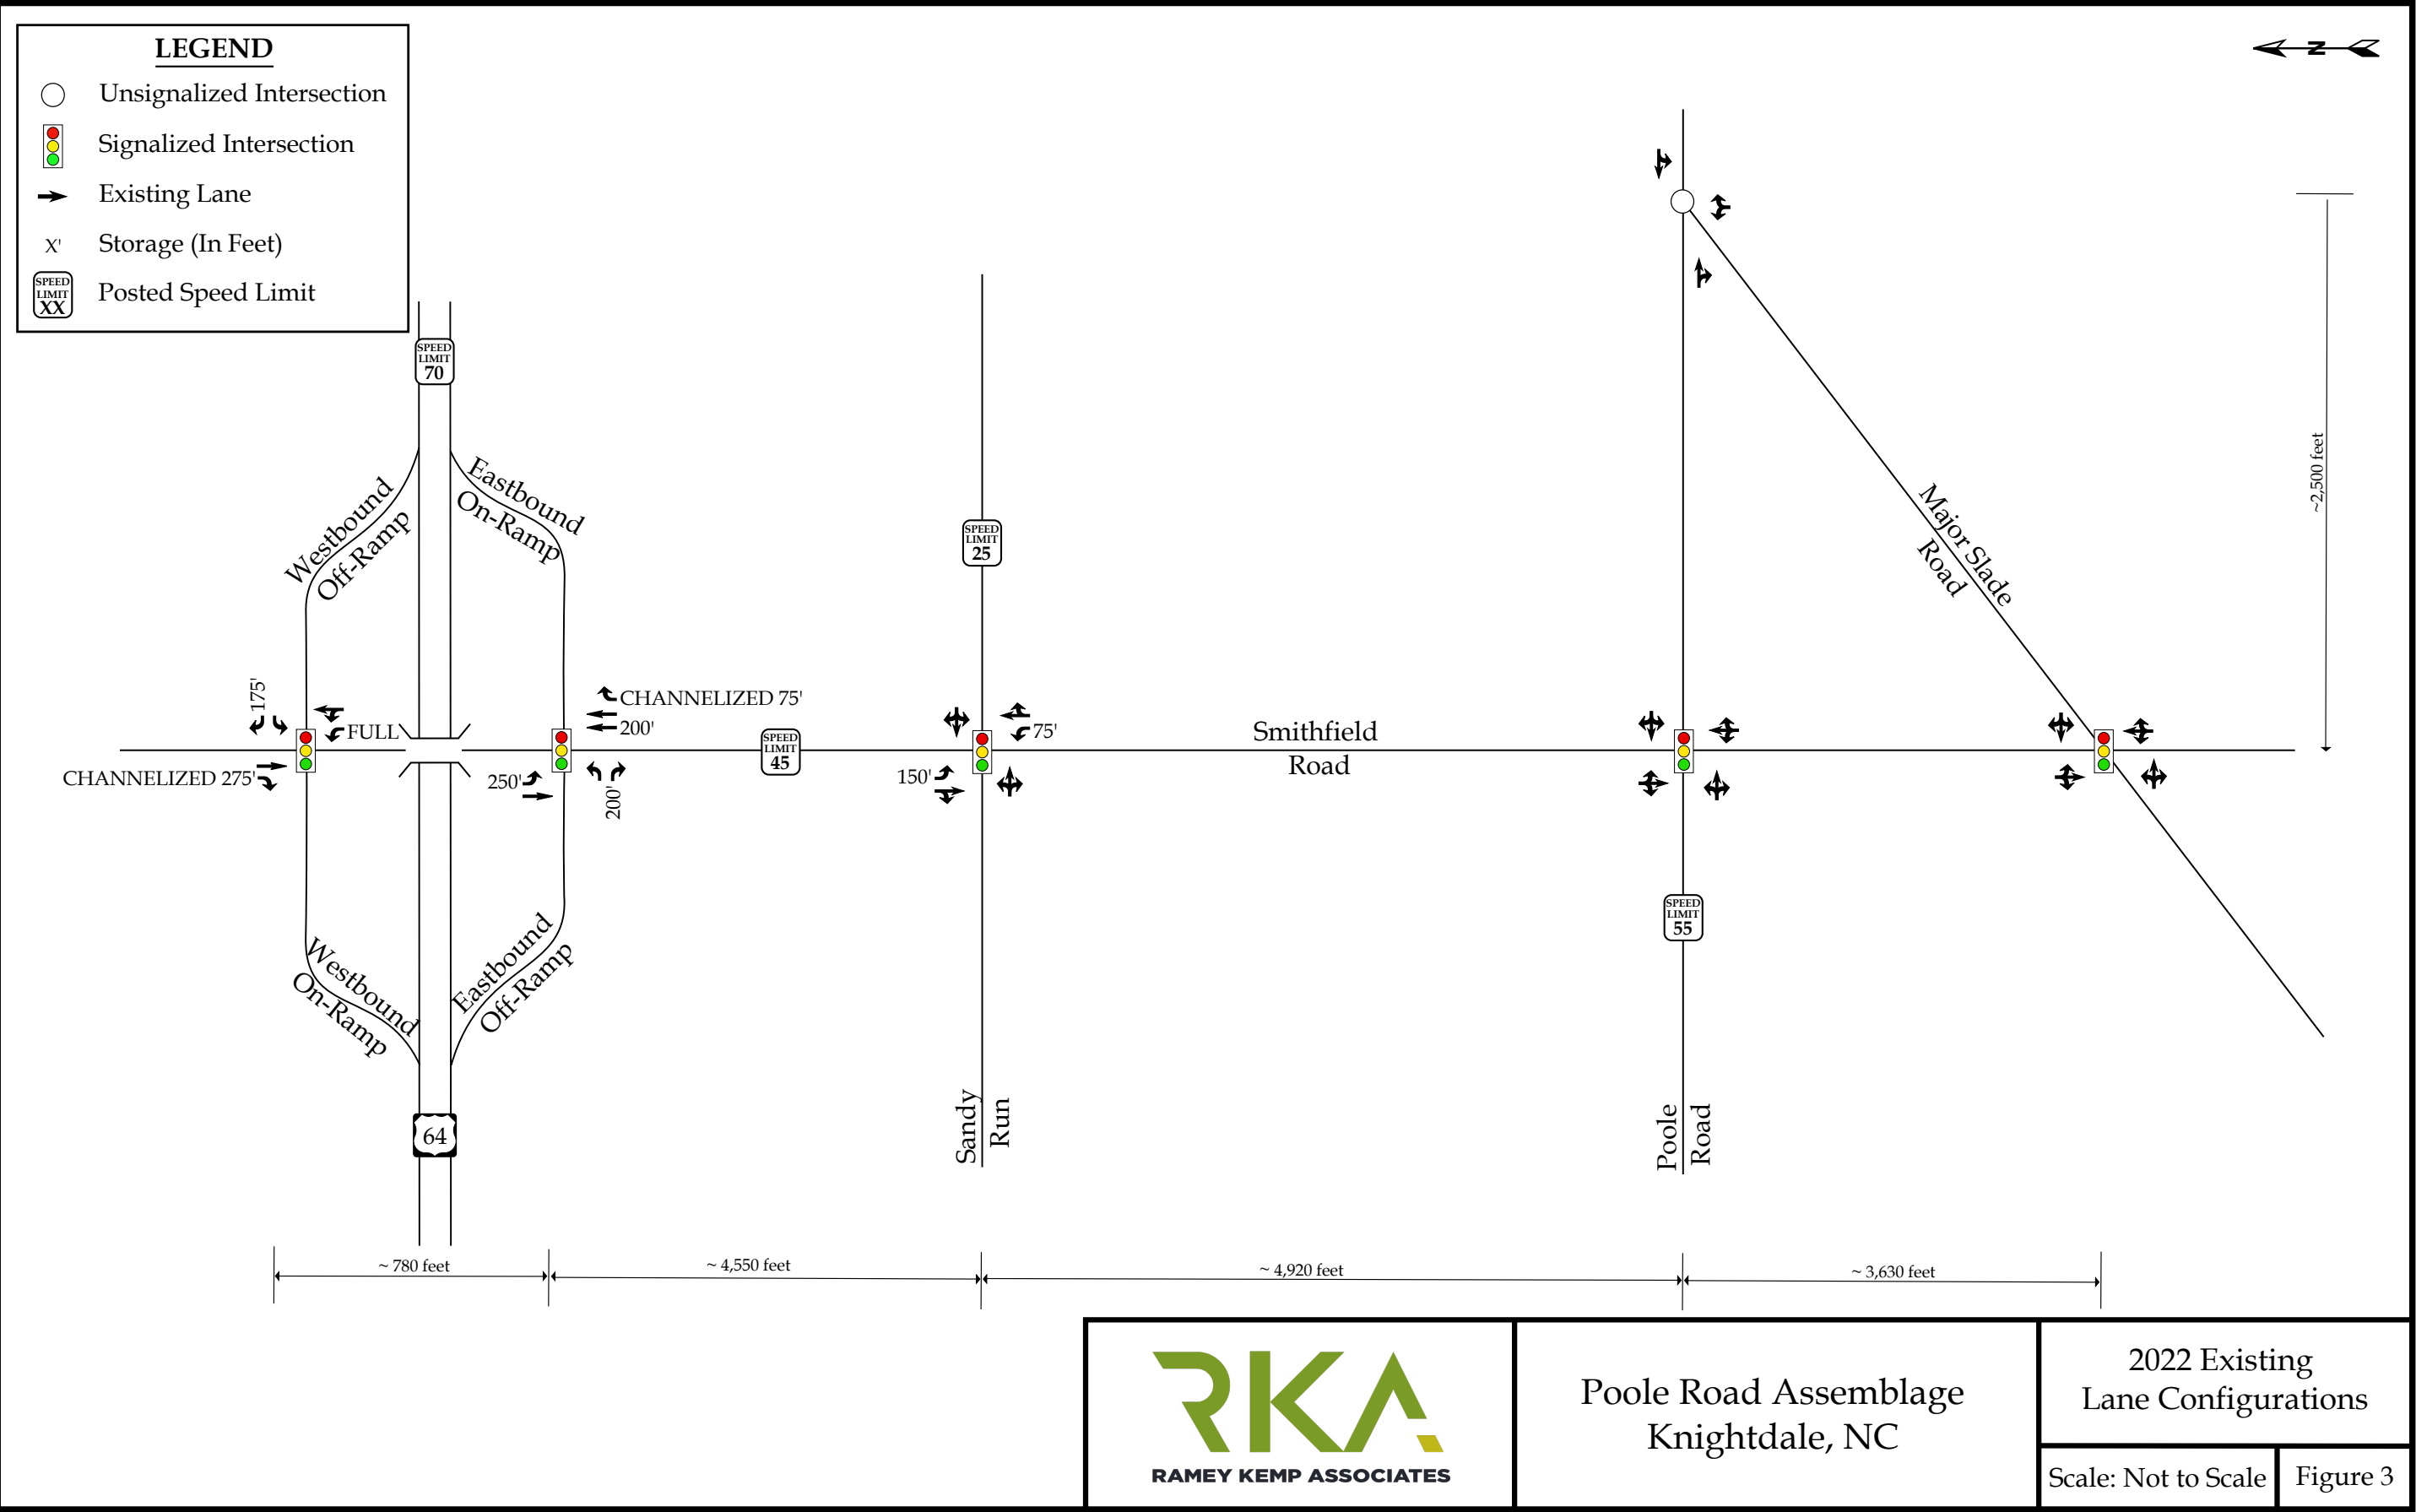 LEGEND
Unsignalized Intersection
Signalized Intersection
Existing Lane
X' Storage (In Feet)
SPEED
LIMIT
XX
Posted Speed Limit
N
SPEED
LIMIT
70
Westbound
Off-Ramp
Eastbound
On-Ramp
175'
FULL
CHANNELIZED 275'
CHANNELIZED 75'
200'
250'
200'
SPEED
LIMIT
45
SPEED
LIMIT
25
75'
150'
Smithfield
Road
Major Slade
Road
~2,500 feet
SPEED
LIMIT
55
Westbound
On-Ramp
Eastbound
Off-Ramp
64
Sandy
Run
Poole
Road
~ 780 feet
~ 4,550 feet
~ 4,920 feet
~ 3,630 feet
RKA
RAMEY KEMP ASSOCIATES
Poole Road Assemblage
Knightdale, NC
2022 Existing
Lane Configurations
Scale: Not to Scale
Figure 3